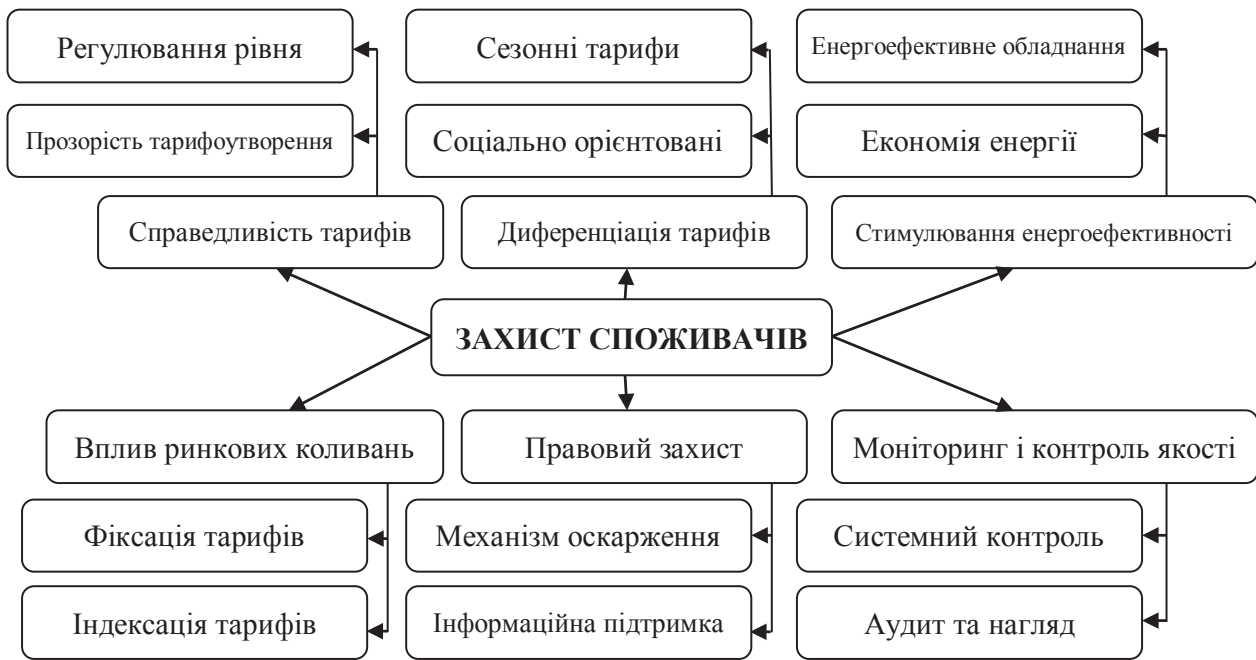 Регулювання рівня
Сезонні тарифи
Енергоефективне обладнання
Прозорість тарифоутворення
Соціально орієнтовані
Економія енергії
Справедливість тарифів
Диференціація тарифів
Стимулювання енергоефективності
ЗАХИСТ СПОЖИВАЧІВ
Вплив ринкових коливань
Правовий захист
Моніторинг і контроль якості
Фіксація тарифів
Механізм оскарження
Системний контроль
Індексація тарифів
Інформаційна підтримка
Аудит та нагляд